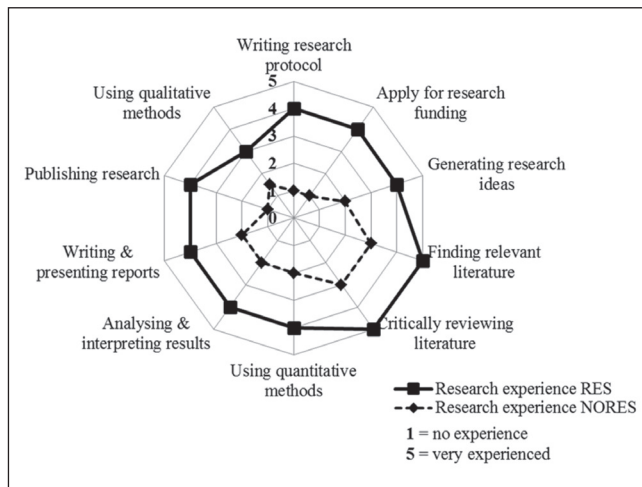 Writing research
protocol
Apply for research
funding
Generating research
ideas
Finding relevant
literature
Critically reviewing
literature
Using quantitative
methods
Analysing &
interpreting results
Writing &
presenting reports
Publishing research
Using qualitative
methods
5
4
3
2
1
0
Research experience RES
Research experience NORES
1 = no experience
5 = very experienced